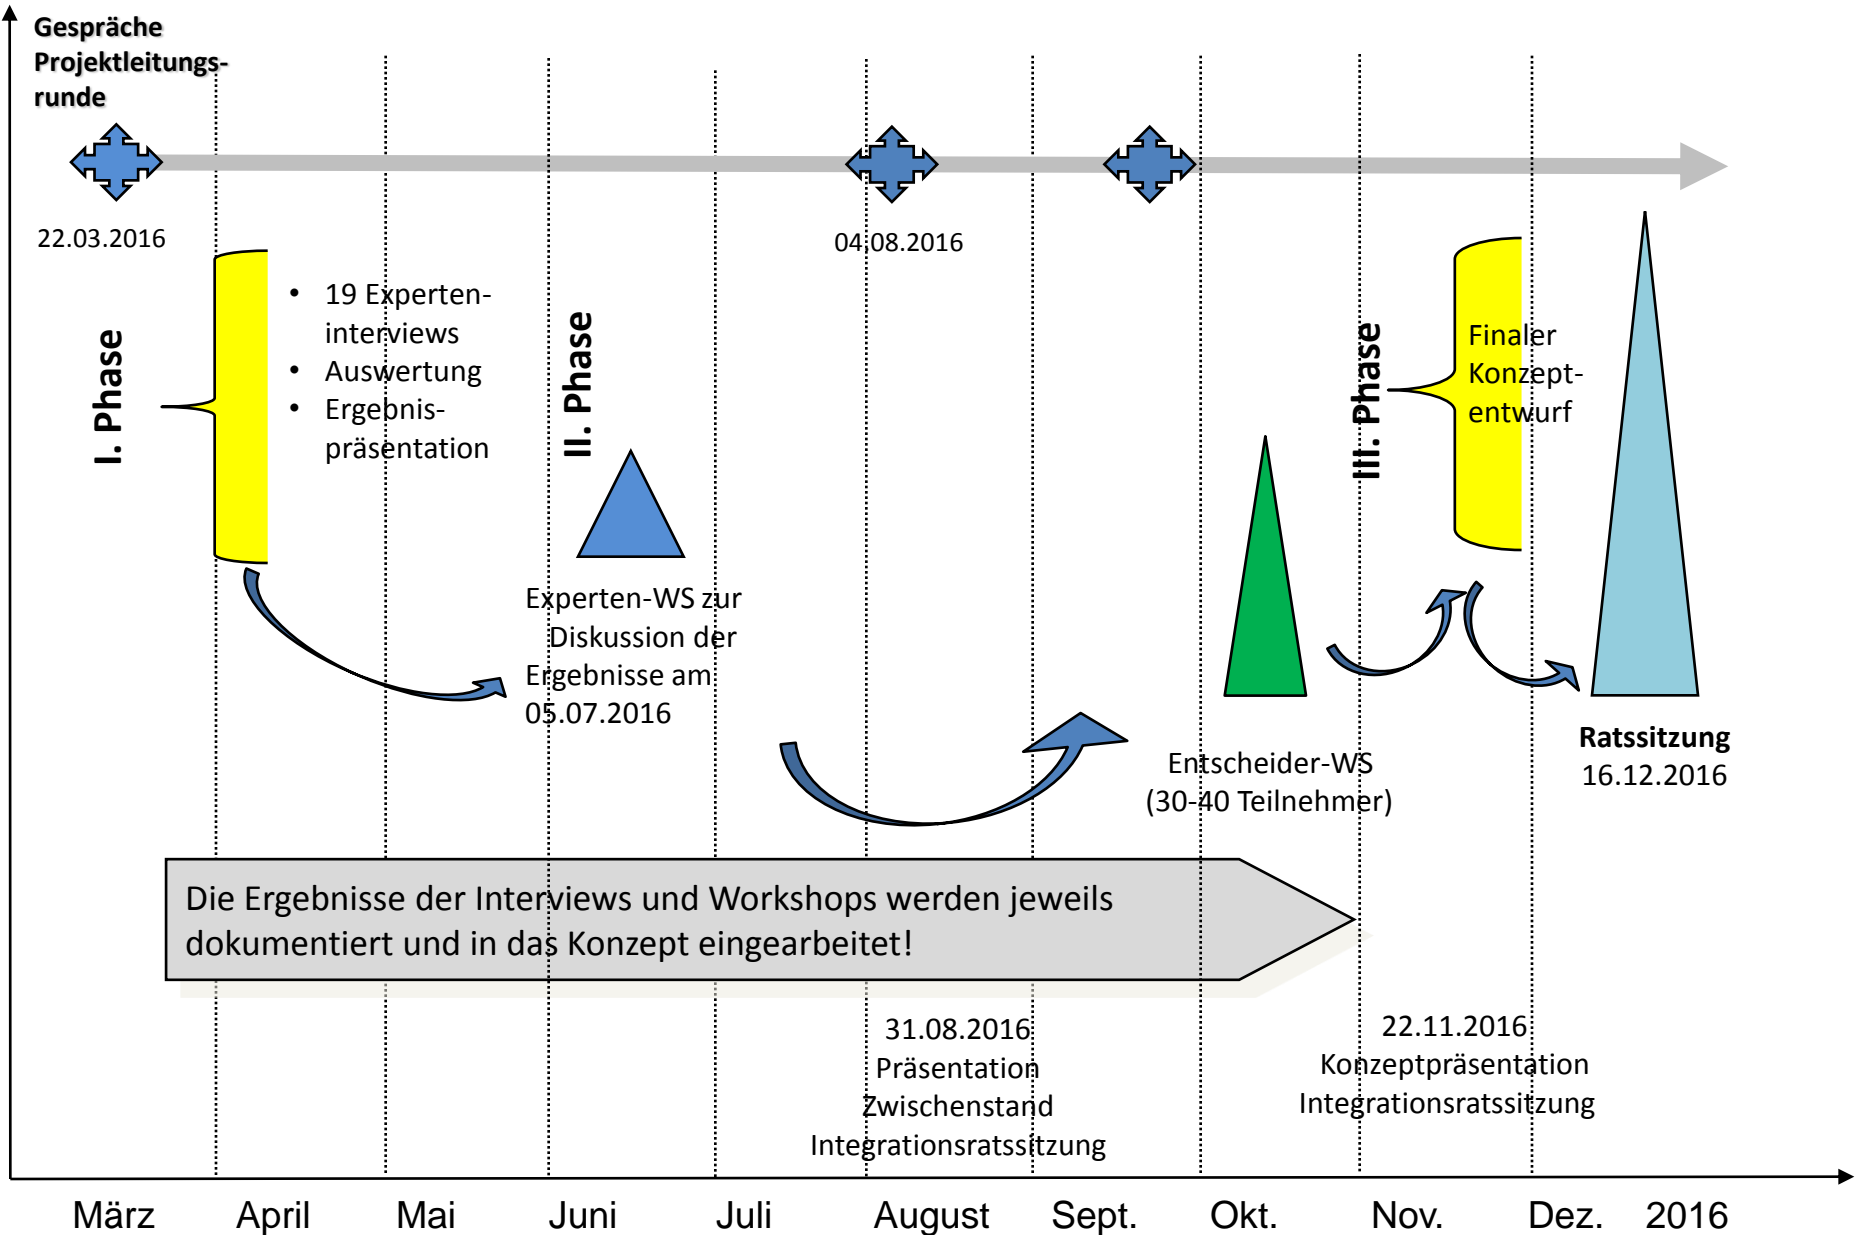 Gespräche
Projektleitungs-
runde
22.03.2016
04.08.2016
I. Phase
• 19 Experten-
interviews
• Auswertung
• Ergebnis-
präsentation
II. Phase
Experten-WS zur
Diskussion der
Ergebnisse am
05.07.2016
III. Phase
Finaler
Konzept-
entwurf
Entscheider-WS
(30-40 Teilnehmer)
Ratssitzung
16.12.2016
Die Ergebnisse der Interviews und Workshops werden jeweils
dokumentiert und in das Konzept eingearbeitet!
31.08.2016
Präsentation
Zwischenstand
Integrationsratssitzung
22.11.2016
Konzeptpräsentation
Integrationsratssitzung
März April Mai Juni Juli August Sept. Okt. Nov. Dez. 2016